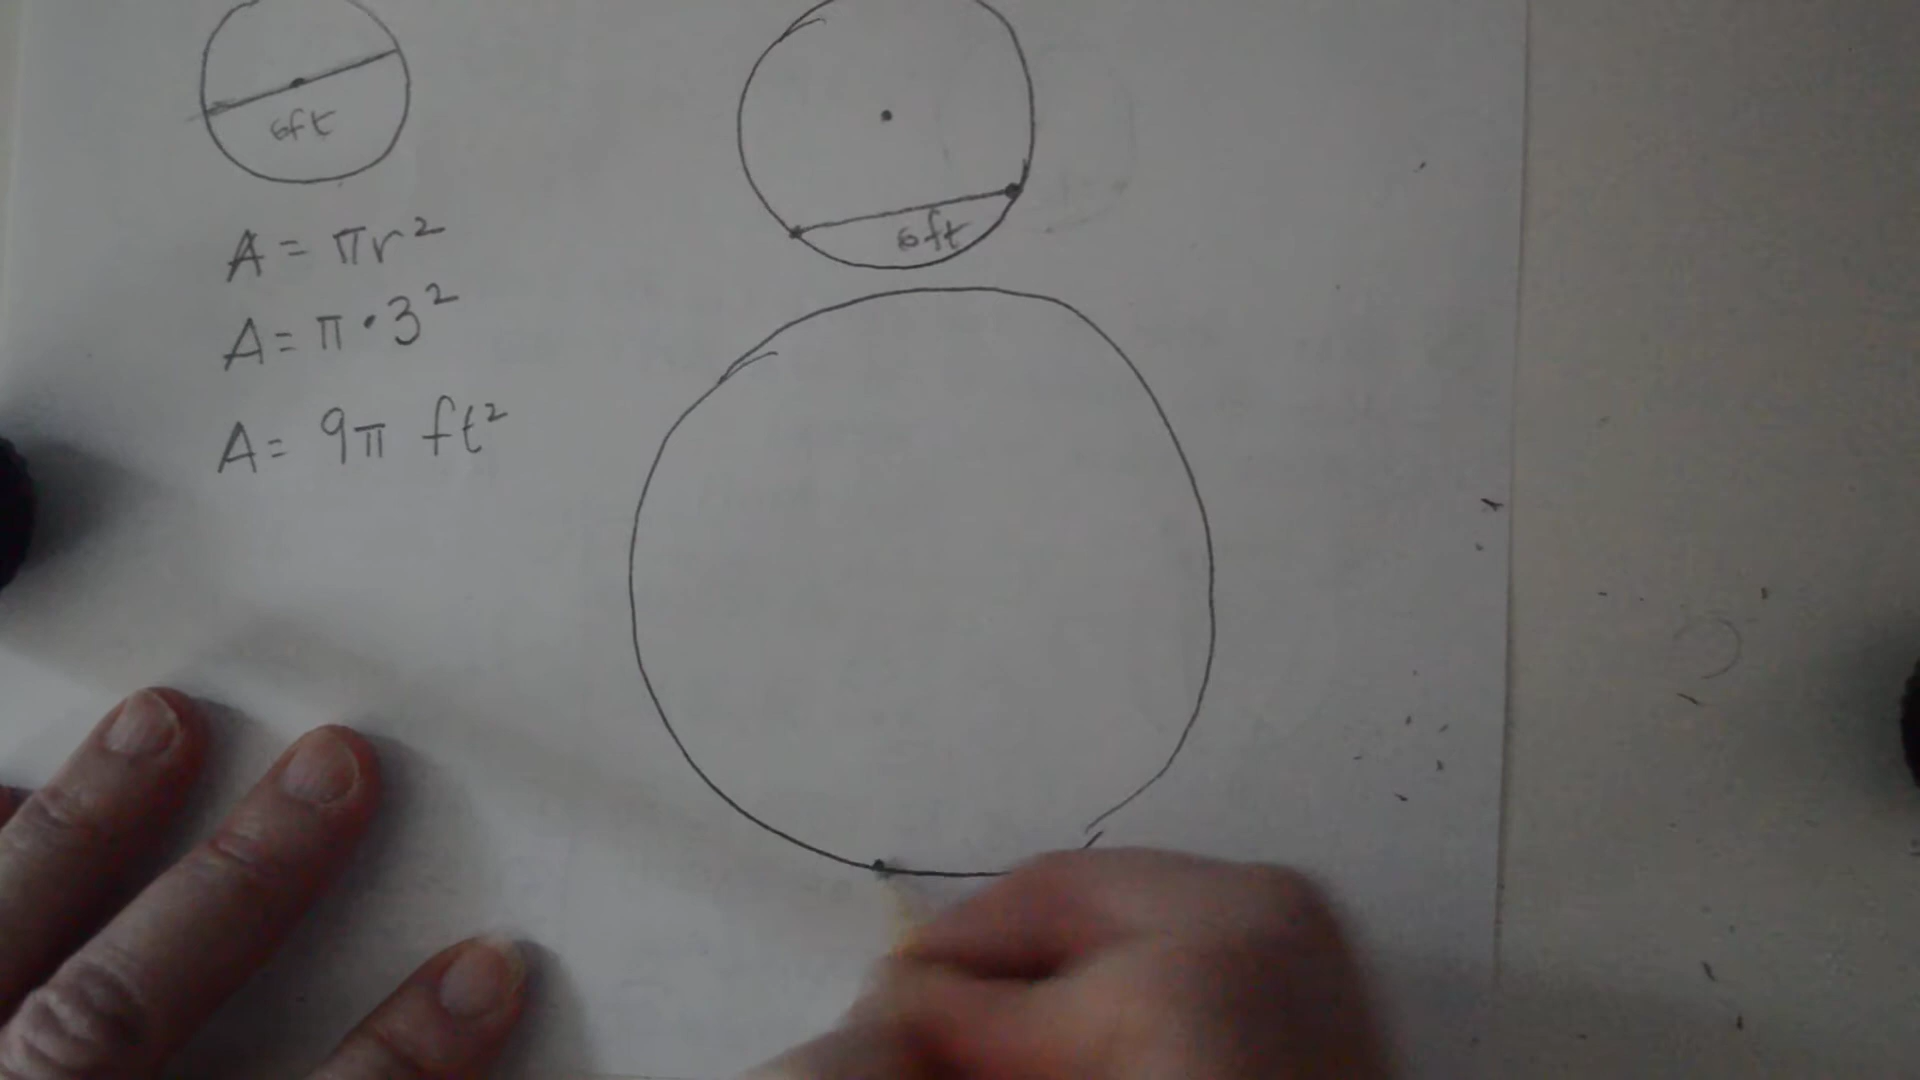 6ft
A = πr²
A = π · 3²
A = 9π ft²
6ft